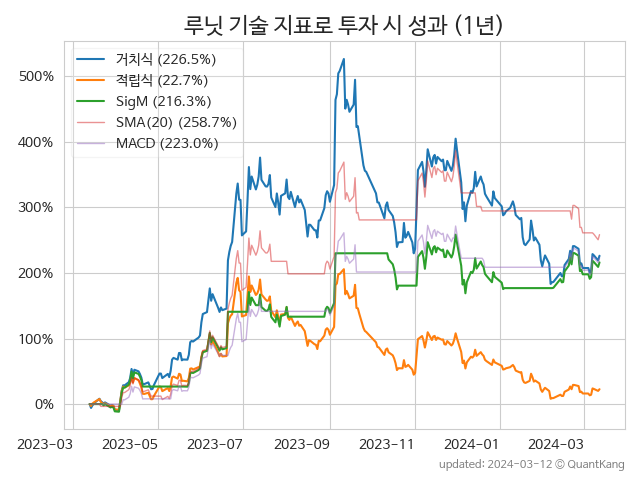 루닛 기술 지표로 투자 시 성과 (1년)
거치식 (226.5%)
적립식 (22.7%)
SigM (216.3%)
SMA(20) (258.7%)
MACD (223.0%)
500%
400%
300%
200%
100%
0%
2023-03 2023-05 2023-07 2023-09 2023-11 2024-01 2024-03
updated: 2024-03-12 © QuantKang